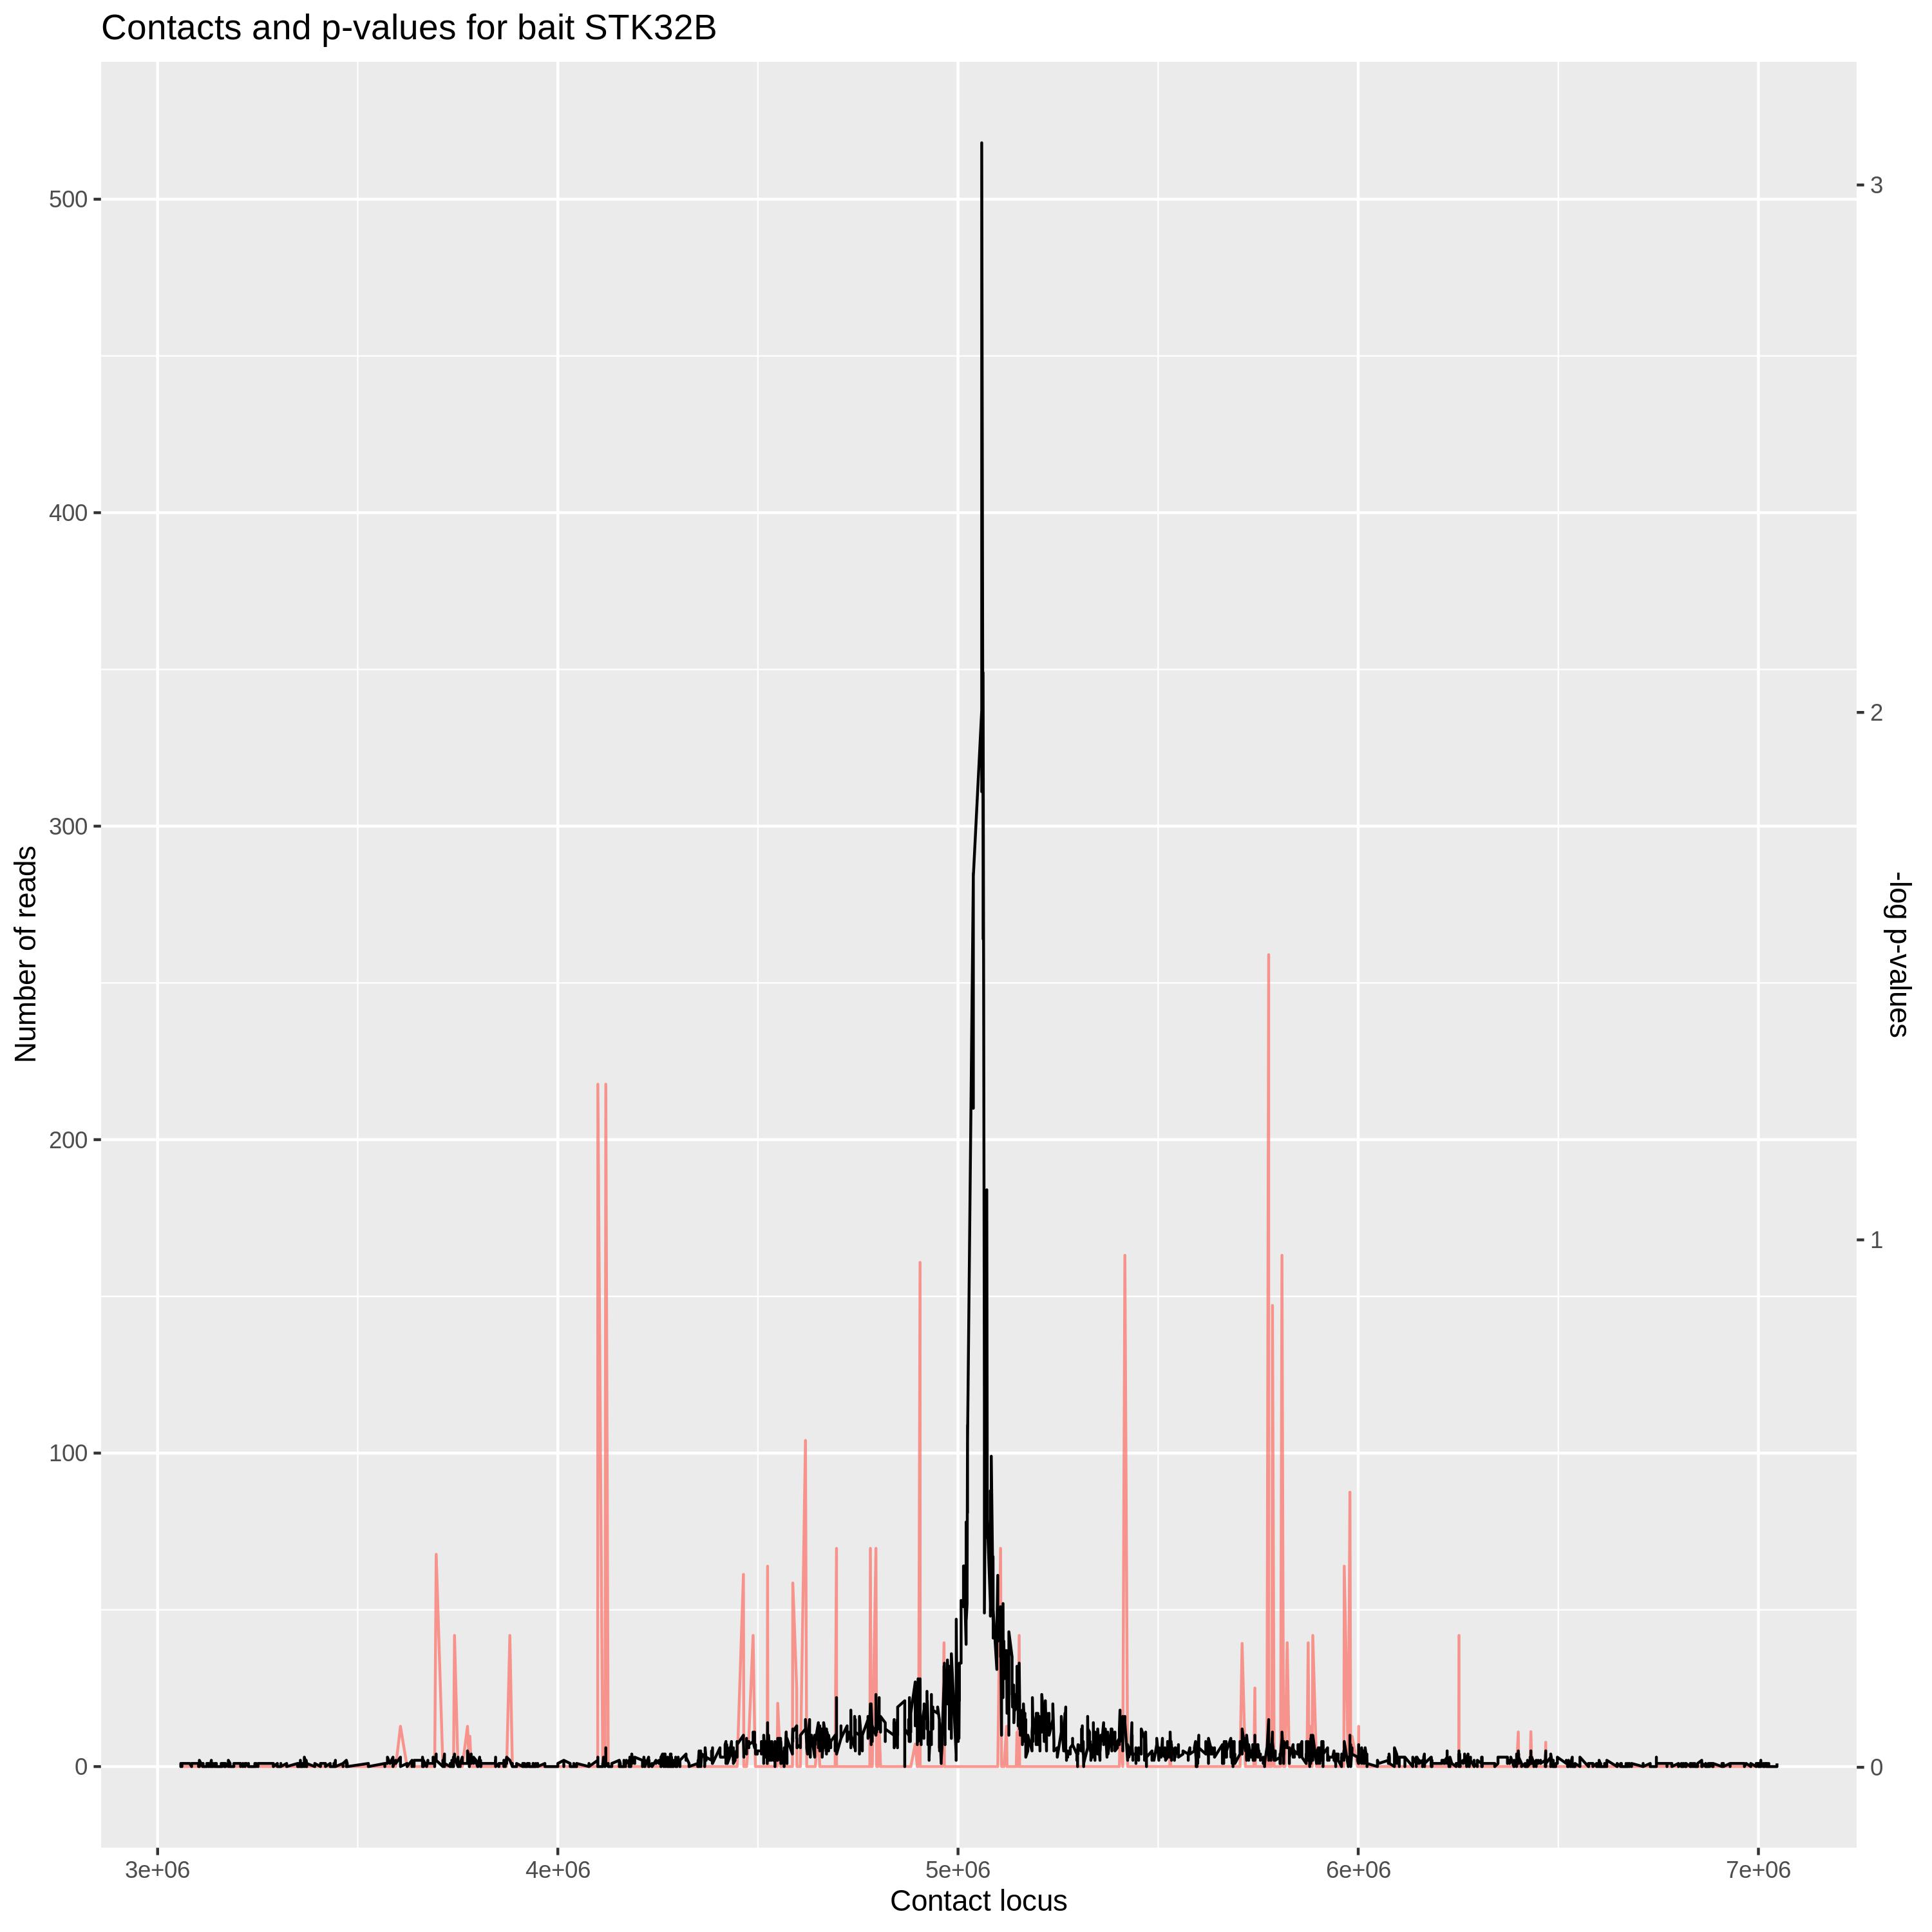 Contacts and p-values for bait STK32B
500
400
300
200
100
0
Number of reads
3
2
1
0
-log p-values
3e+06
4e+06
5e+06
6e+06
7e+06
Contact locus